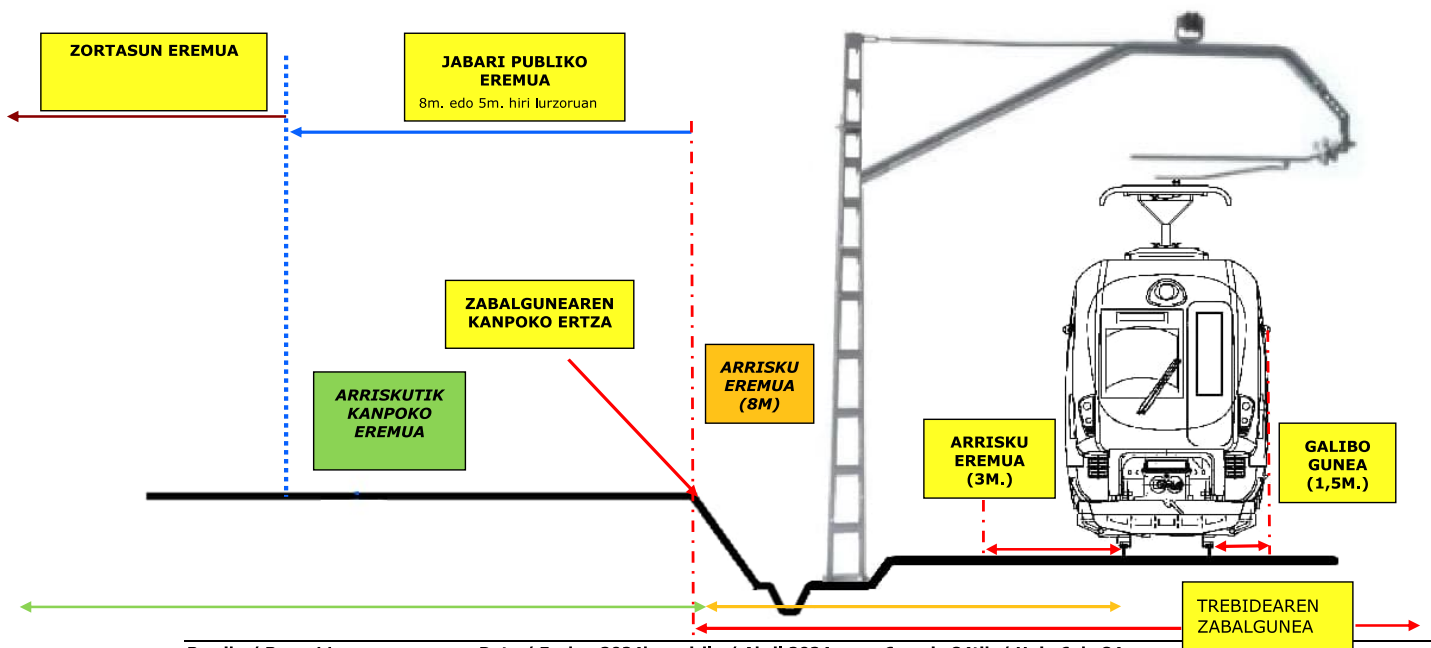 ZORTASUN EREMUA
JABARI PUBLIKO
EREMUA
8m. edo 5m. hiri lurzoruan
ZABALGUNEAREN
KANPOKO ERTZA
ARRISKUTIK
KANPOKO
EREMUA
ARRISKU
EREMUA
(8M)
ARRISKU
EREMUA
(3M.)
GALIBO
GUNEA
(1,5M.)
TREBIDEAREN
ZABALGUNEA